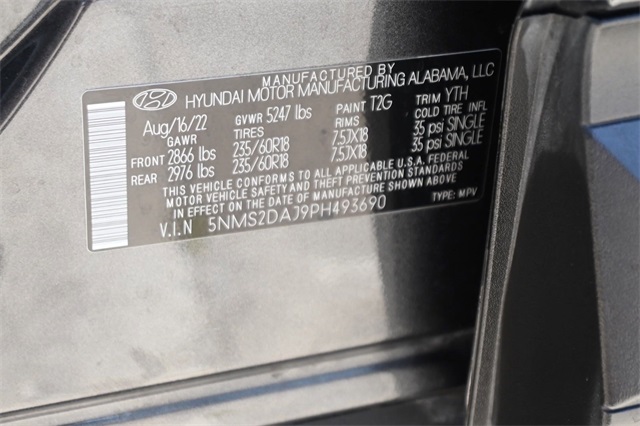 MANUFACTURED BY
HYUNDAI MOTOR MANUFACTURING ALABAMA, LLC
Aug/16/22 GVWR 5247 lbs PAINT T2G TRIM YTH
GAWR TIRES RIMS COLD TIRE INFL
FRONT 2866 lbs 235/60R18 7.5JX18 35 psi SINGLE
REAR 2976 lbs 235/60R18 7.5JX18 35 psi SINGLE
THIS VEHICLE CONFORMS TO ALL APPLICABLE U.S.A. FEDERAL
MOTOR VEHICLE SAFETY STANDARDS IN EFFECT ON THE
DATE OF MANUFACTURE SHOWN ABOVE.
V.I.N 5NMS2DAJ9PH493690 TYPE: MPV